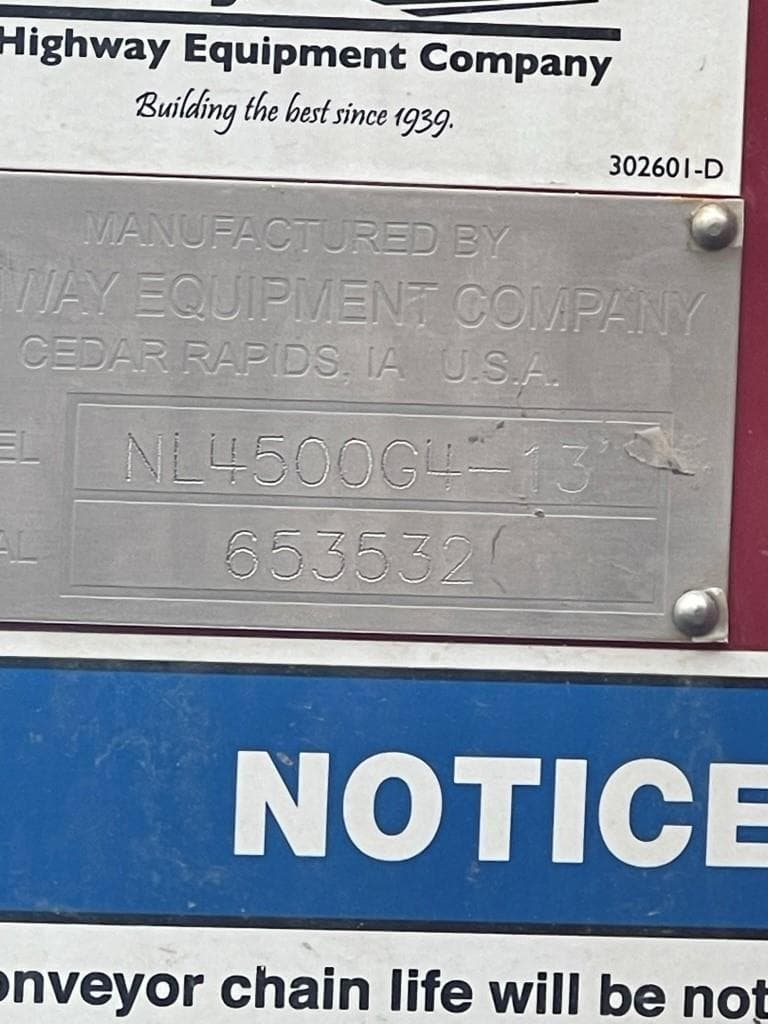 Highway Equipment Company
Building the best since 1939.
302601-D
MANUFACTURED BY
WAY EQUIPMENT COMPANY
CEDAR RAPIDS, IA U.S.A.
EL NL4500G4-13'
AL 653532
NOTICE
onveyor chain life will be not